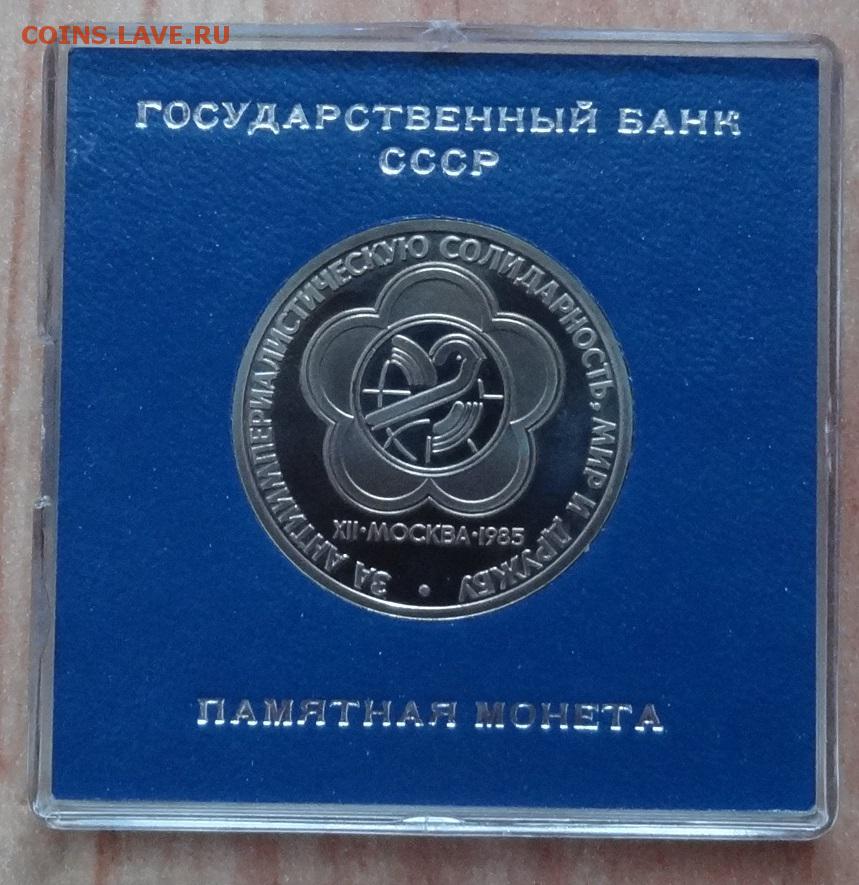 COINS.LAVE.RU
ГОСУДАРСТВЕННЫЙ БАНК
СССР
ЗА АНТИИМПЕРИАЛИСТИЧЕСКУЮ СОЛИДАРНОСТЬ, МИР И ДРУЖБУ •
XII•МОСКВА•1985
ПАМЯТНАЯ МОНЕТА